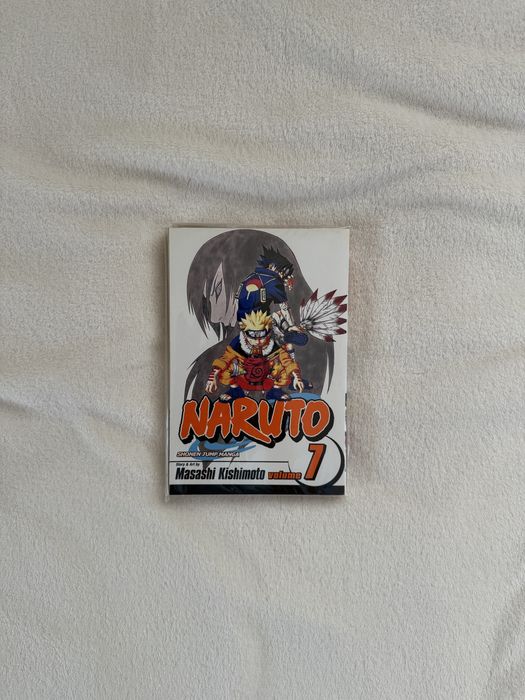 NARUTO
SHONEN JUMP MANGA
Story & Art by
Masashi Kishimoto volume 7